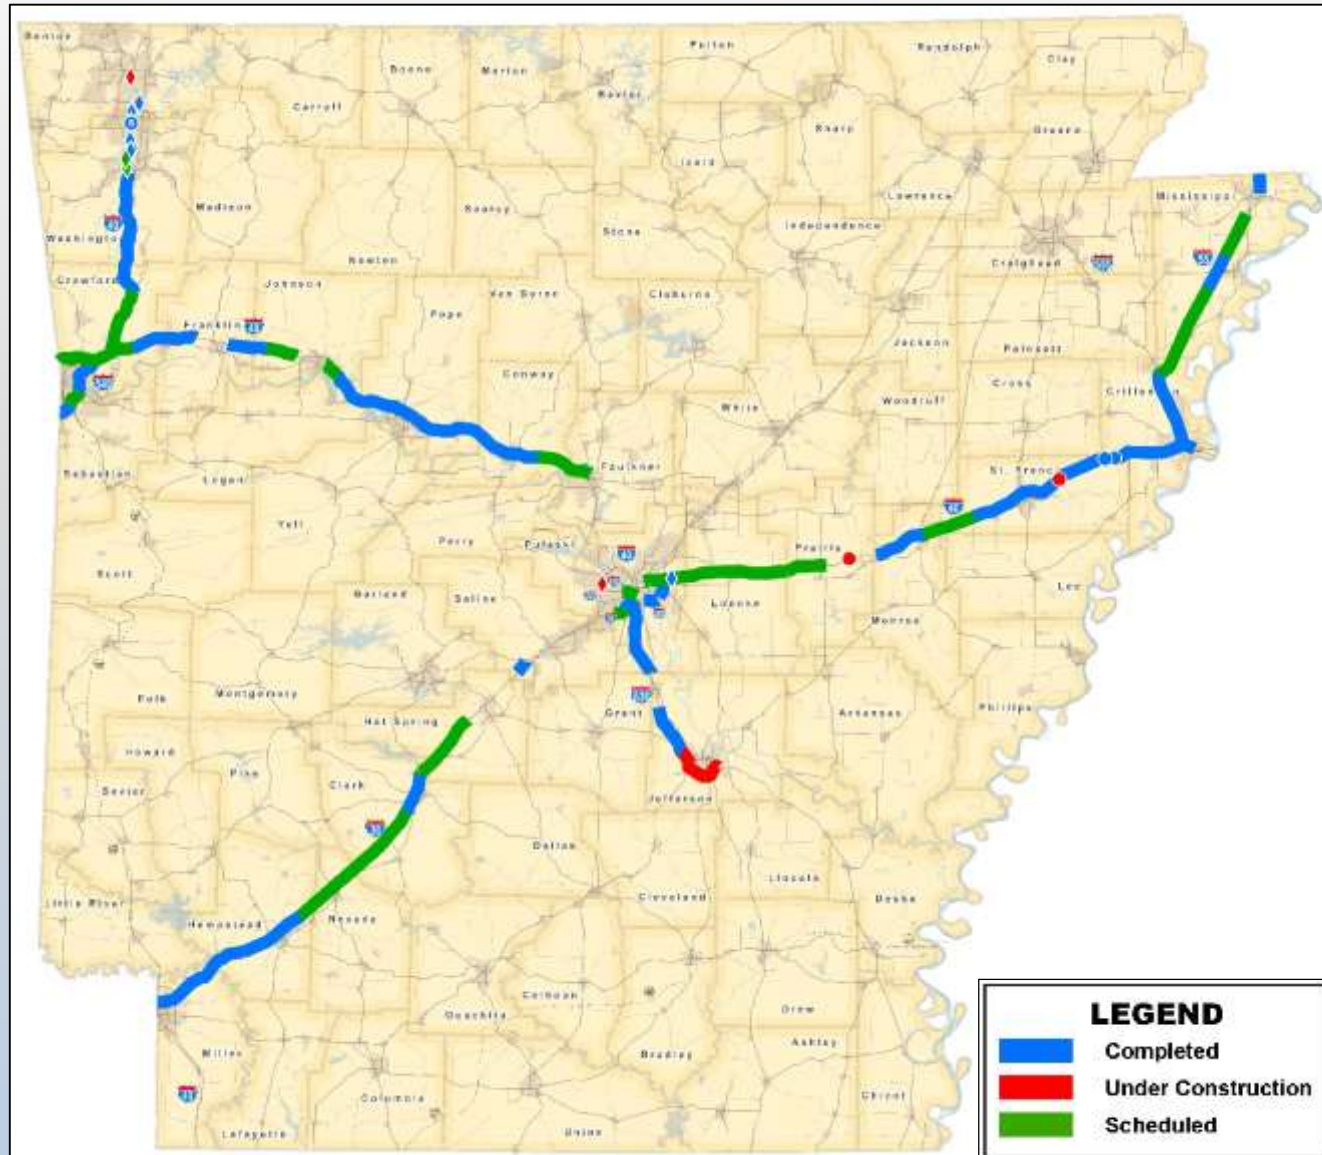 Benton
Carroll
Boone
Marion
Baxter
Fulton
Randolph
Clay
Sharp
Greene
Izard
Lawrence
Mississippi
Washington
Madison
Newton
Searcy
Stone
Independence
Craighead
Crawford
Franklin
Johnson
Pope
Van Buren
Cleburne
Jackson
Poinsett
Cross
Crittenden
Conway
White
Woodruff
Sebastian
Logan
Faulkner
St. Franc
Yell
Perry
Pulaski
Prairie
Scott
Garland
Saline
Lonoke
Lee
Monroe
Polk
Montgomery
Hot Spring
Grant
Arkansas
Phillips
Howard
Pike
Sevier
Clark
Jefferson
Dallas
Lincoln
Little River
Hempstead
Nevada
Cleveland
Desha
Calhoun
Ouachita
Drew
Miller
Bradley
Ashley
Columbia
Chicot
Lafayette
Union
LEGEND
Completed
Under Construction
Scheduled